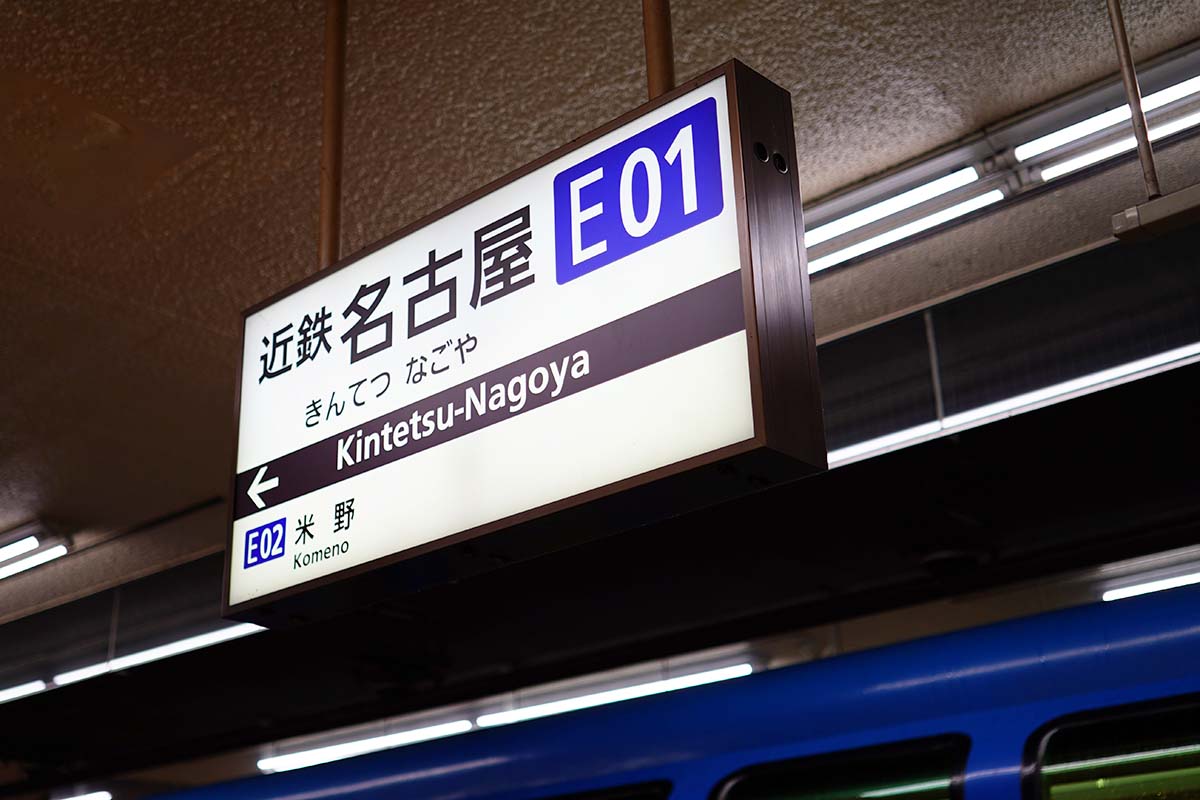 近鉄名古屋 E01
きんてつ なごや
← Kintetsu-Nagoya
E02 米野
Komeno